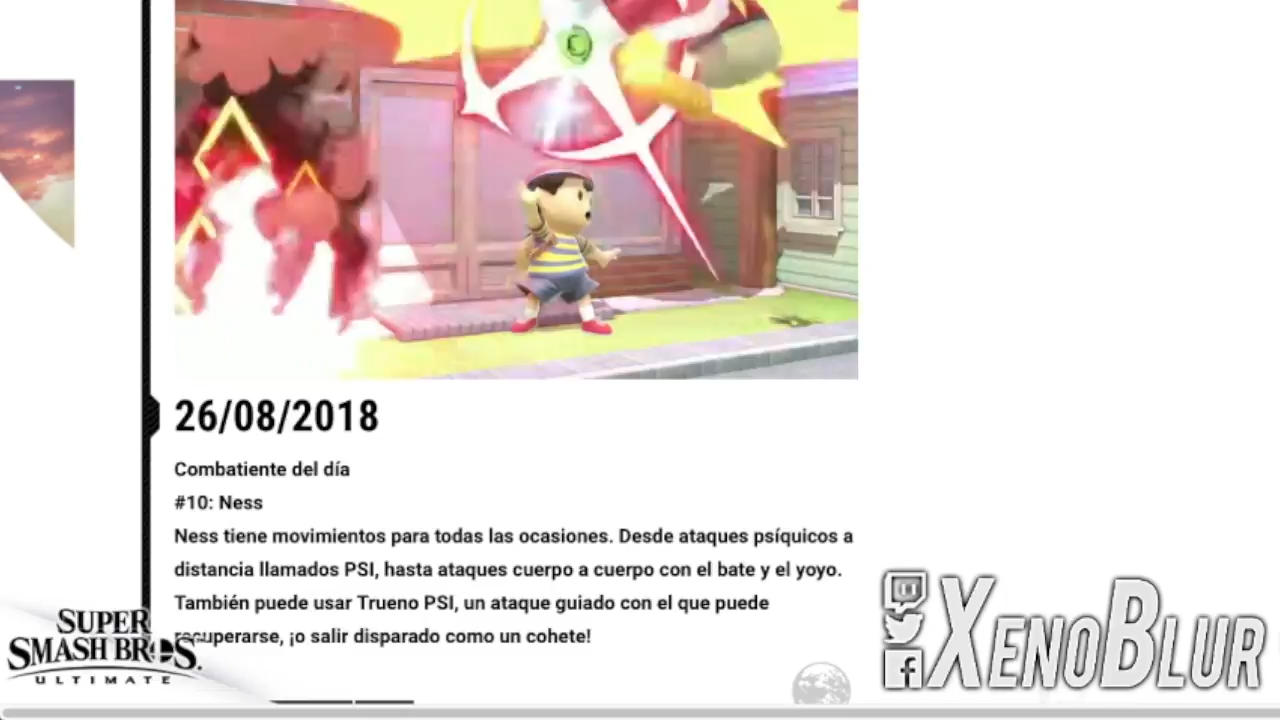 26/08/2018
Combatiente del día
#10: Ness
Ness tiene movimientos para todas las ocasiones. Desde ataques psíquicos a
distancia llamados PSI, hasta ataques cuerpo a cuerpo con el bate y el yoyo.
También puede usar Trueno PSI, un ataque guiado con el que puede
recuperarse, ¡o salir disparado como un cohete!
SUPER
SMASH BROS.
ULTIMATE
XENOBLUR